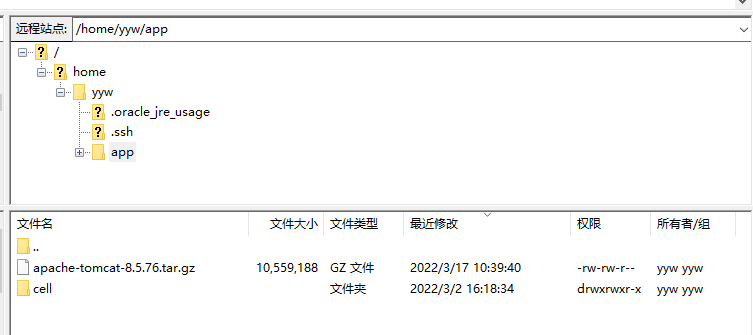 远程站点: /home/yyw/app
/
home
yyw
.oracle_jre_usage
.ssh
app
文件名 文件大小 文件类型 最近修改 权限 所有者/组
..
apache-tomcat-8.5.76.tar.gz 10,559,188 GZ 文件 2022/3/17 10:39:40 -rw-rw-r-- yyw yyw
cell 文件夹 2022/3/2 16:18:34 drwxrwxr-x yyw yyw